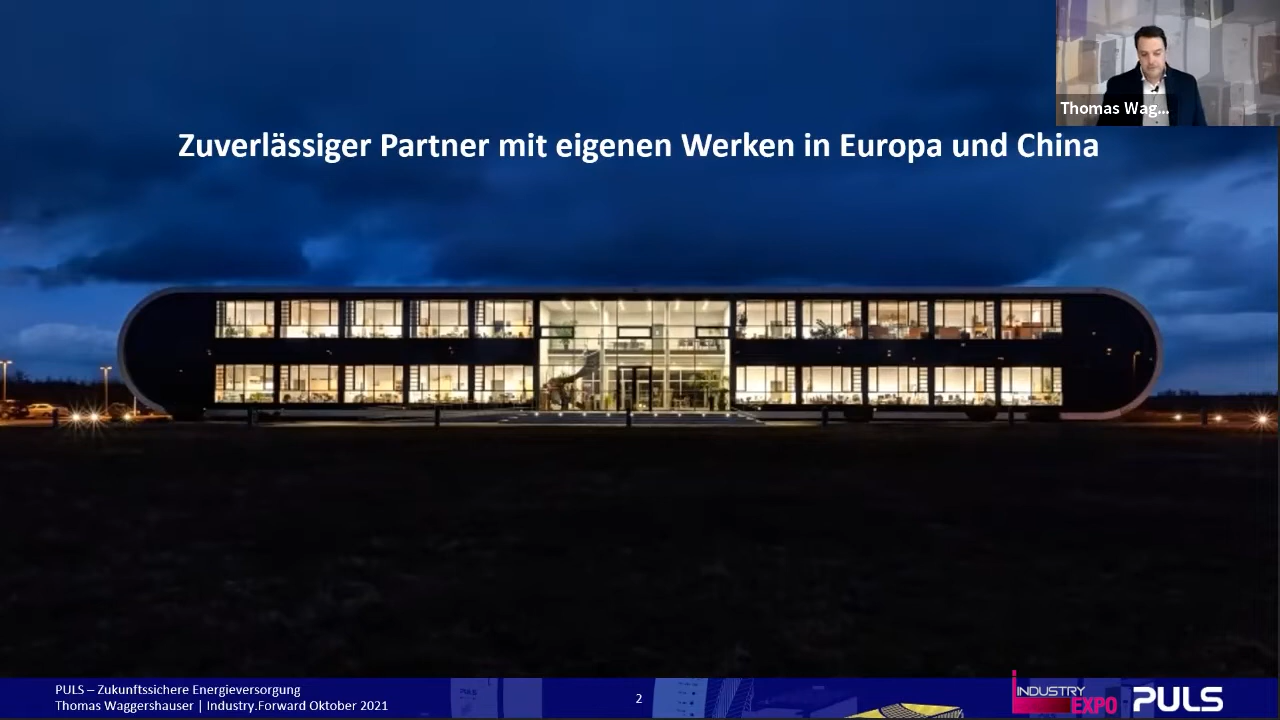 Thomas Wag...
Zuverlässiger Partner mit eigenen Werken in Europa und China
PULS – Zukunftssichere Energieversorgung
Thomas Waggershauser | Industry.Forward Oktober 2021
2
INDUSTRY
EXPO
PULS